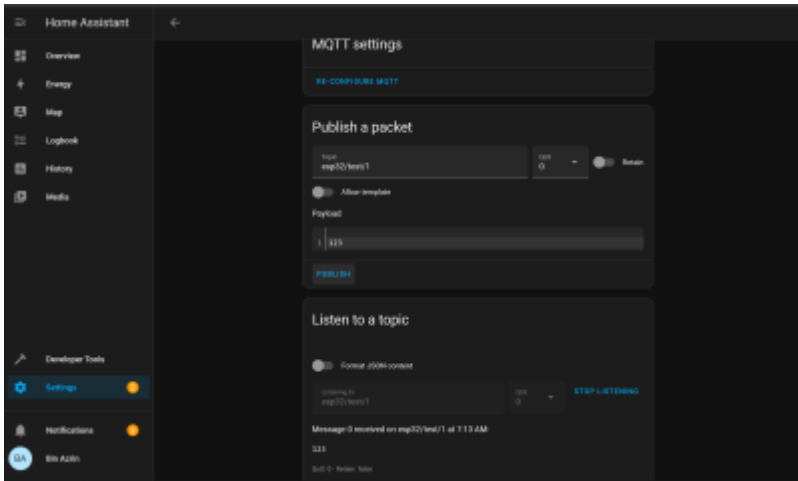 Home Assistant
Overview
Energy
Map
Logbook
History
Media
Developer Tools
Settings
Notifications
Bin Azrin
MQTT settings
RE-CONFIGURE MQTT
Publish a packet
Topic
esp32/test/1
QoS
0
Retain
Allow template
Payload
1
PUBLISH
Listen to a topic
Format JSON content
Listening to
esp32/test/1
QoS
0
STOP LISTENING
Message 0 received on esp32/test/1 at 7:13 AM:
QoS: 0 - Retain: false